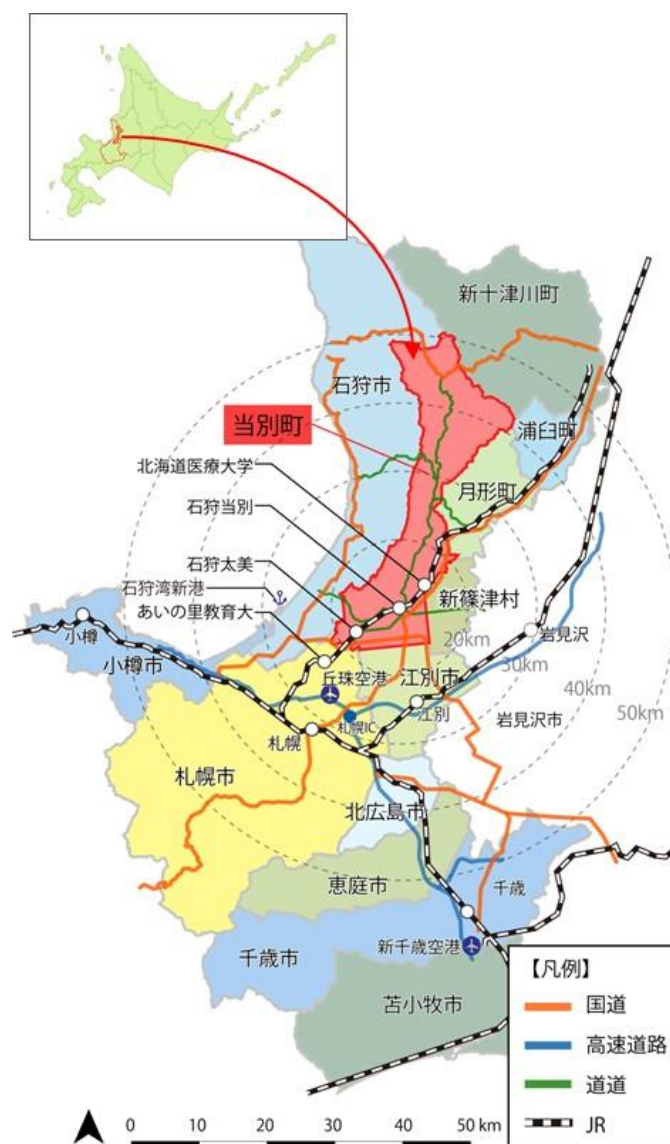 新十津川町
石狩市
当別町
浦臼町
北海道医療大学
月形町
石狩当別
石狩太美
石狩湾新港
あいの里教育大
新篠津村
小樽
小樽市
20km
30km
40km
50km
岩見沢
丘珠空港
江別市
江別
岩見沢市
札幌
札幌IC
札幌市
北広島市
恵庭市
千歳
千歳市
新千歳空港
苫小牧市
【凡例】
国道
高速道路
道道
JR
0 10 20 30 40 50 km